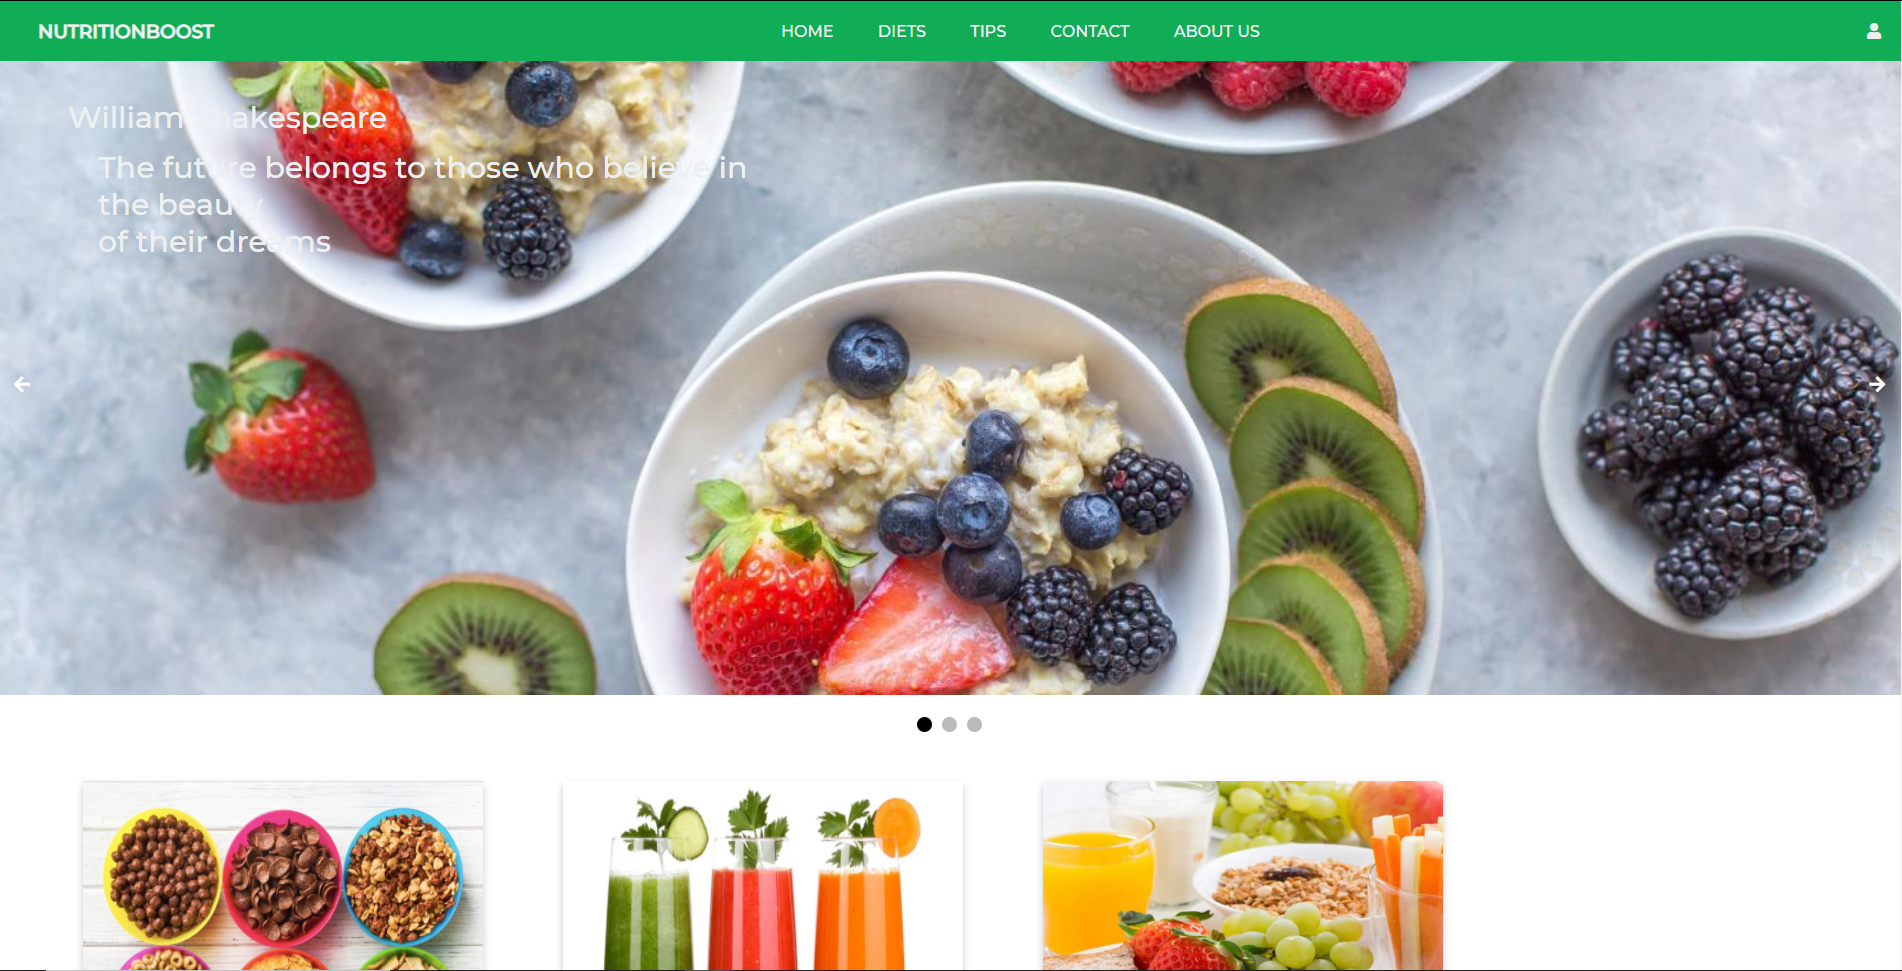 NUTRITIONBOOST
HOME DIETS TIPS CONTACT ABOUT US
William Shakespeare
The future belongs to those who believe in
the beauty
of their dreams